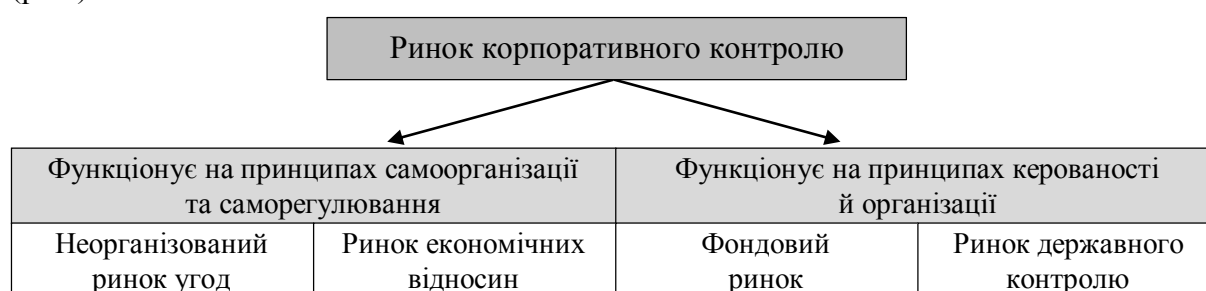 Ринок корпоративного контролю
Функціонує на принципах самоорганізації
та саморегулювання
Функціонує на принципах керованості
й організації
Неорганізований
ринок угод
Ринок економічних
відносин
Фондовий
ринок
Ринок державного
контролю